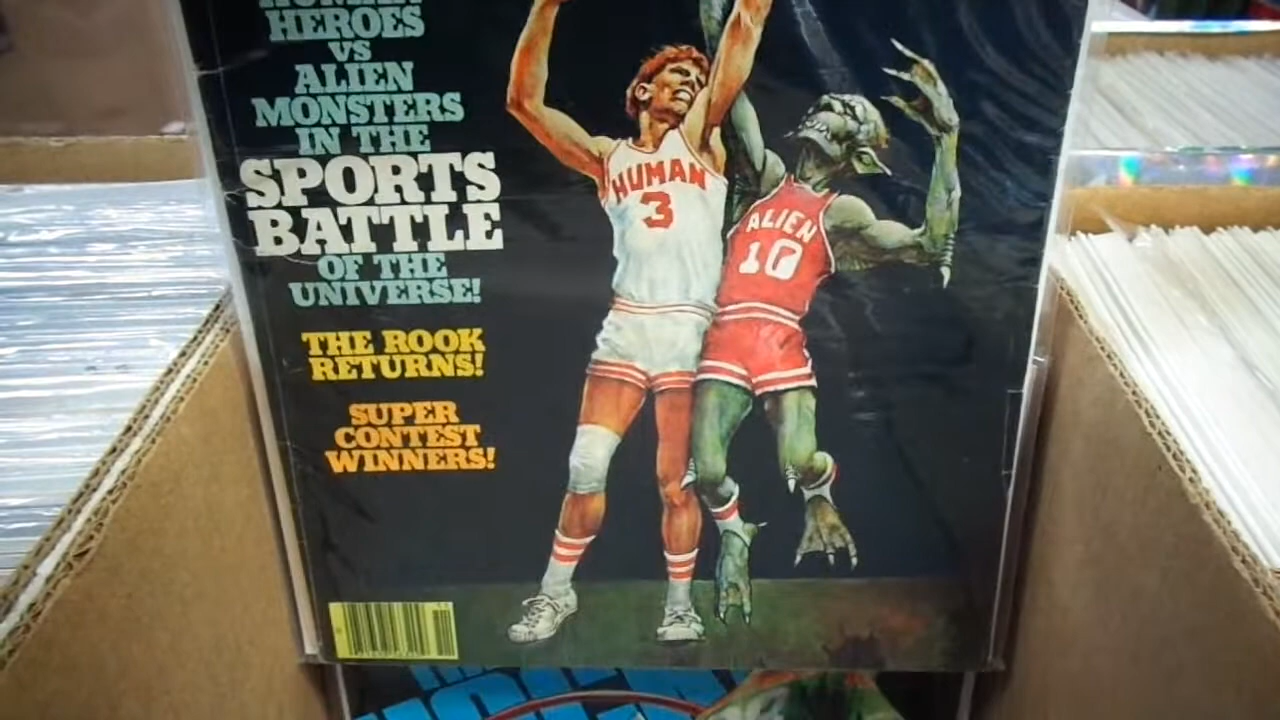 HUMAN
HEROES
VS
ALIEN
MONSTERS
IN THE
SPORTS
BATTLE
OF THE
UNIVERSE!
THE ROOK
RETURNS!
SUPER
CONTEST
WINNERS!
HUMAN
3
ALIEN
10